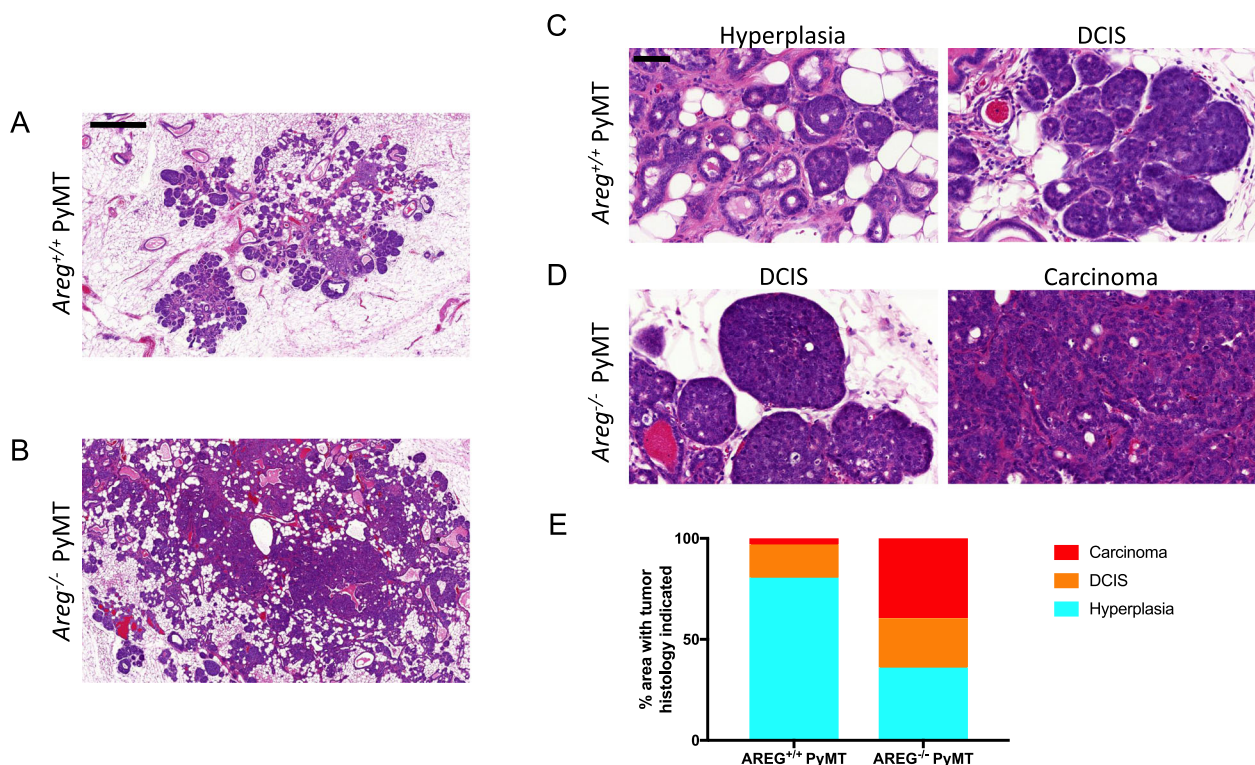 A
Areg+/+ PyMT
B
Areg-/- PyMT
C
Hyperplasia
DCIS
Areg+/+ PyMT
D
DCIS
Carcinoma
Areg-/- PyMT
E
% area with tumor
histology indicated
100
50
0
AREG+/+ PyMT
AREG-/- PyMT
Carcinoma
DCIS
Hyperplasia